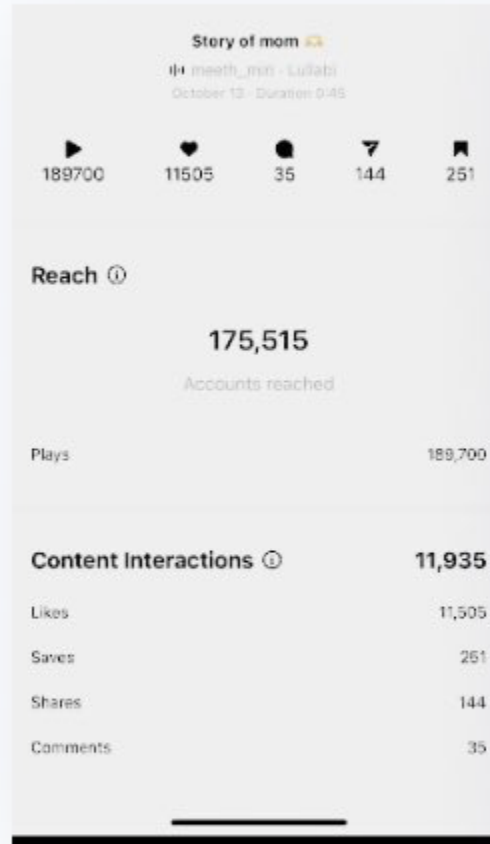 Story of mom 🫶🏻
meeth_miri · Lullabi
October 13 · Duration 0:45
189700 11505 35 144 251
Reach
175,515
Accounts reached
Plays 189,700
Content Interactions 11,935
Likes 11,505
Saves 251
Shares 144
Comments 35